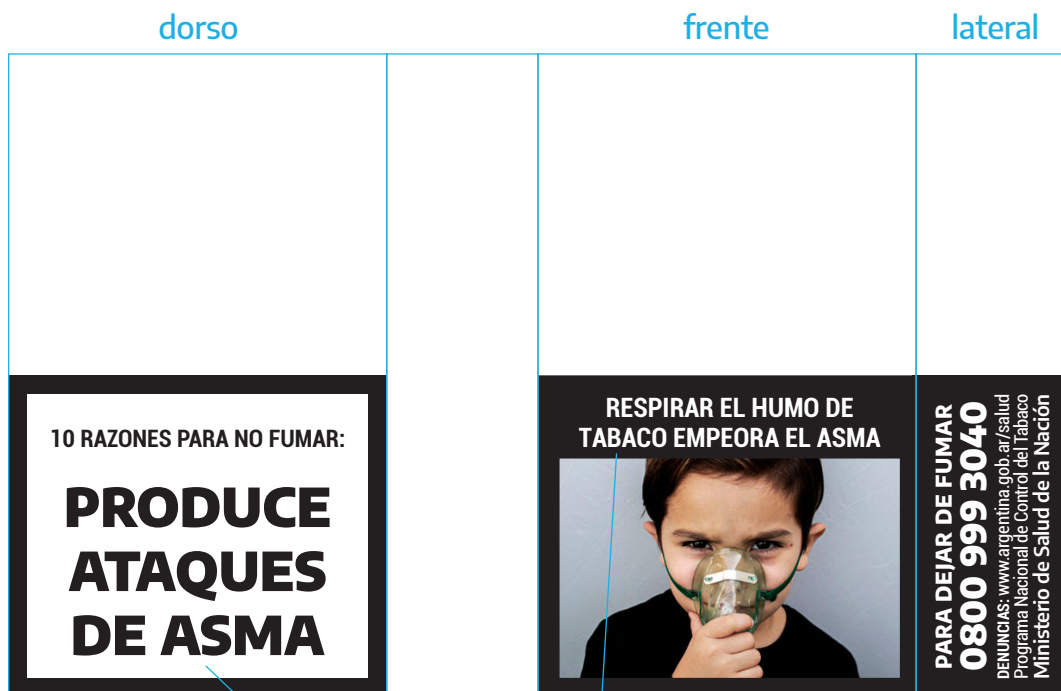 dorso
frente
lateral
10 RAZONES PARA NO FUMAR:
PRODUCE
ATAQUES
DE ASMA
RESPIRAR EL HUMO DE
TABACO EMPEORA EL ASMA
PARA DEJAR DE FUMAR
0800 999 3040
DENUNCIAS: www.argentina.gob.ar/salud
Programa Nacional de Control del Tabaco
Ministerio de Salud de la Nación